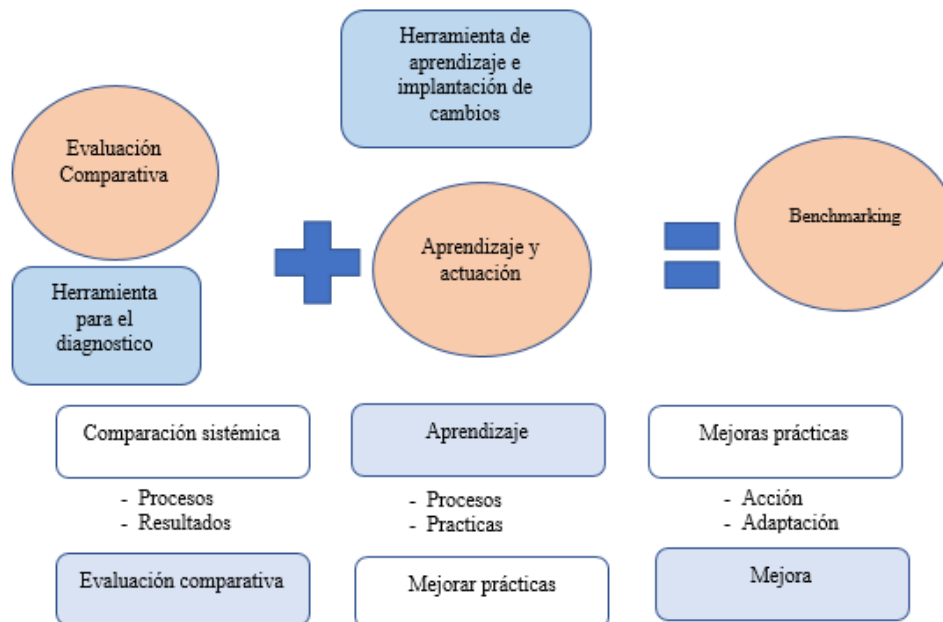 Herramienta de
aprendizaje e
implantación de
cambios
Evaluación
Comparativa
Benchmarking
Aprendizaje y
actuación
Herramienta
para el
diagnostico
Comparación sistémica
Aprendizaje
Mejoras prácticas
- Procesos
- Resultados
- Procesos
- Practicas
- Acción
- Adaptación
Evaluación comparativa
Mejorar prácticas
Mejora